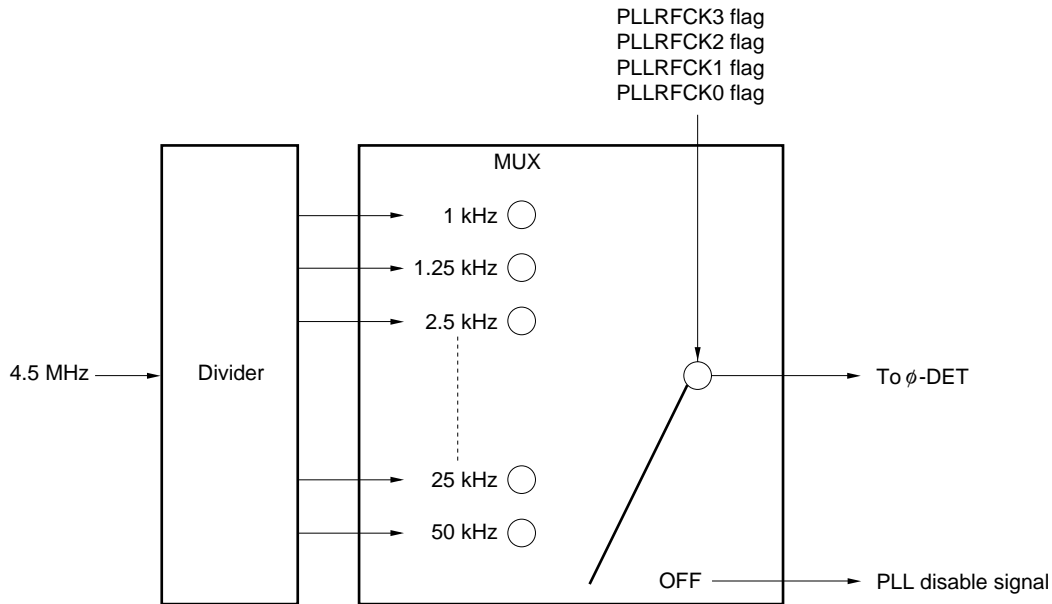 PLLRFCK3 flag
PLLRFCK2 flag
PLLRFCK1 flag
PLLRFCK0 flag
MUX
1 kHz
1.25 kHz
2.5 kHz
4.5 MHz
Divider
To ϕ-DET
25 kHz
50 kHz
OFF
PLL disable signal